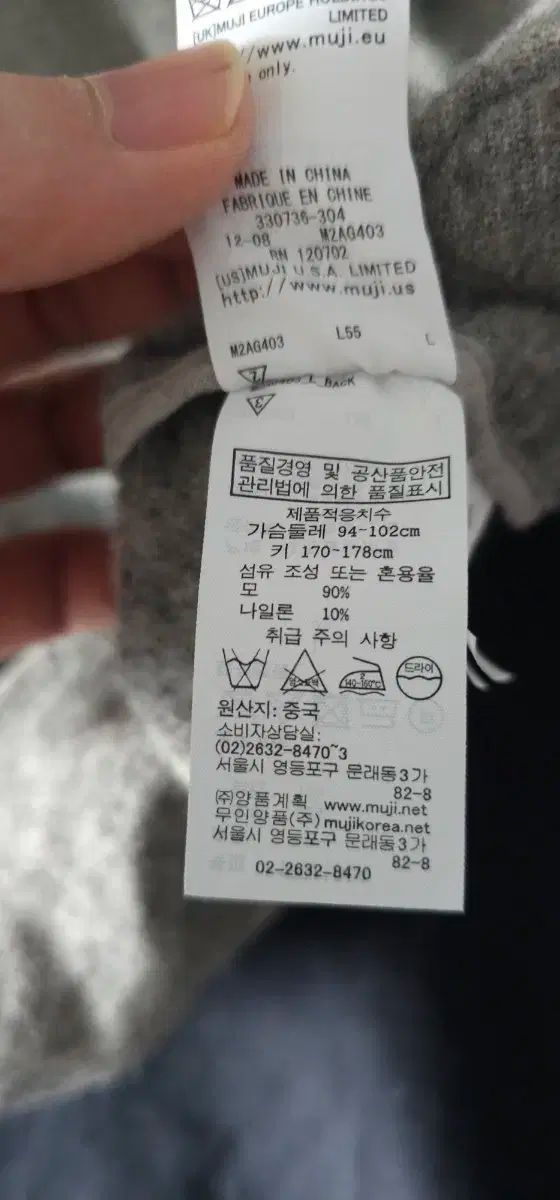 [UK]MUJI EUROPE HOLDINGS
LIMITED
//www.muji.eu
only.
MADE IN CHINA
FABRIQUE EN CHINE
330736-304
12-08 M2AG403
RN 120702
[US]MUJI U.S.A. LIMITED
http://www.muji.us
M2AG403 L55 L
L BACK
품질경영 및 공산품안전
관리법에 의한 품질표시
제품적응치수
가슴둘레 94-102cm
키 170~178cm
섬유 조성 또는 혼용율
모 90%
나일론 10%
취급 주의 사항
140-160℃
드라이
원산지: 중국
소비자상담실:
(02)2632-8470~3
서울시 영등포구 문래동3가
82-8
㈜양품계획 www.muji.net
무인양품(주) mujikorea.net
서울시 영등포구 문래동3가
82-8
02-2632-8470